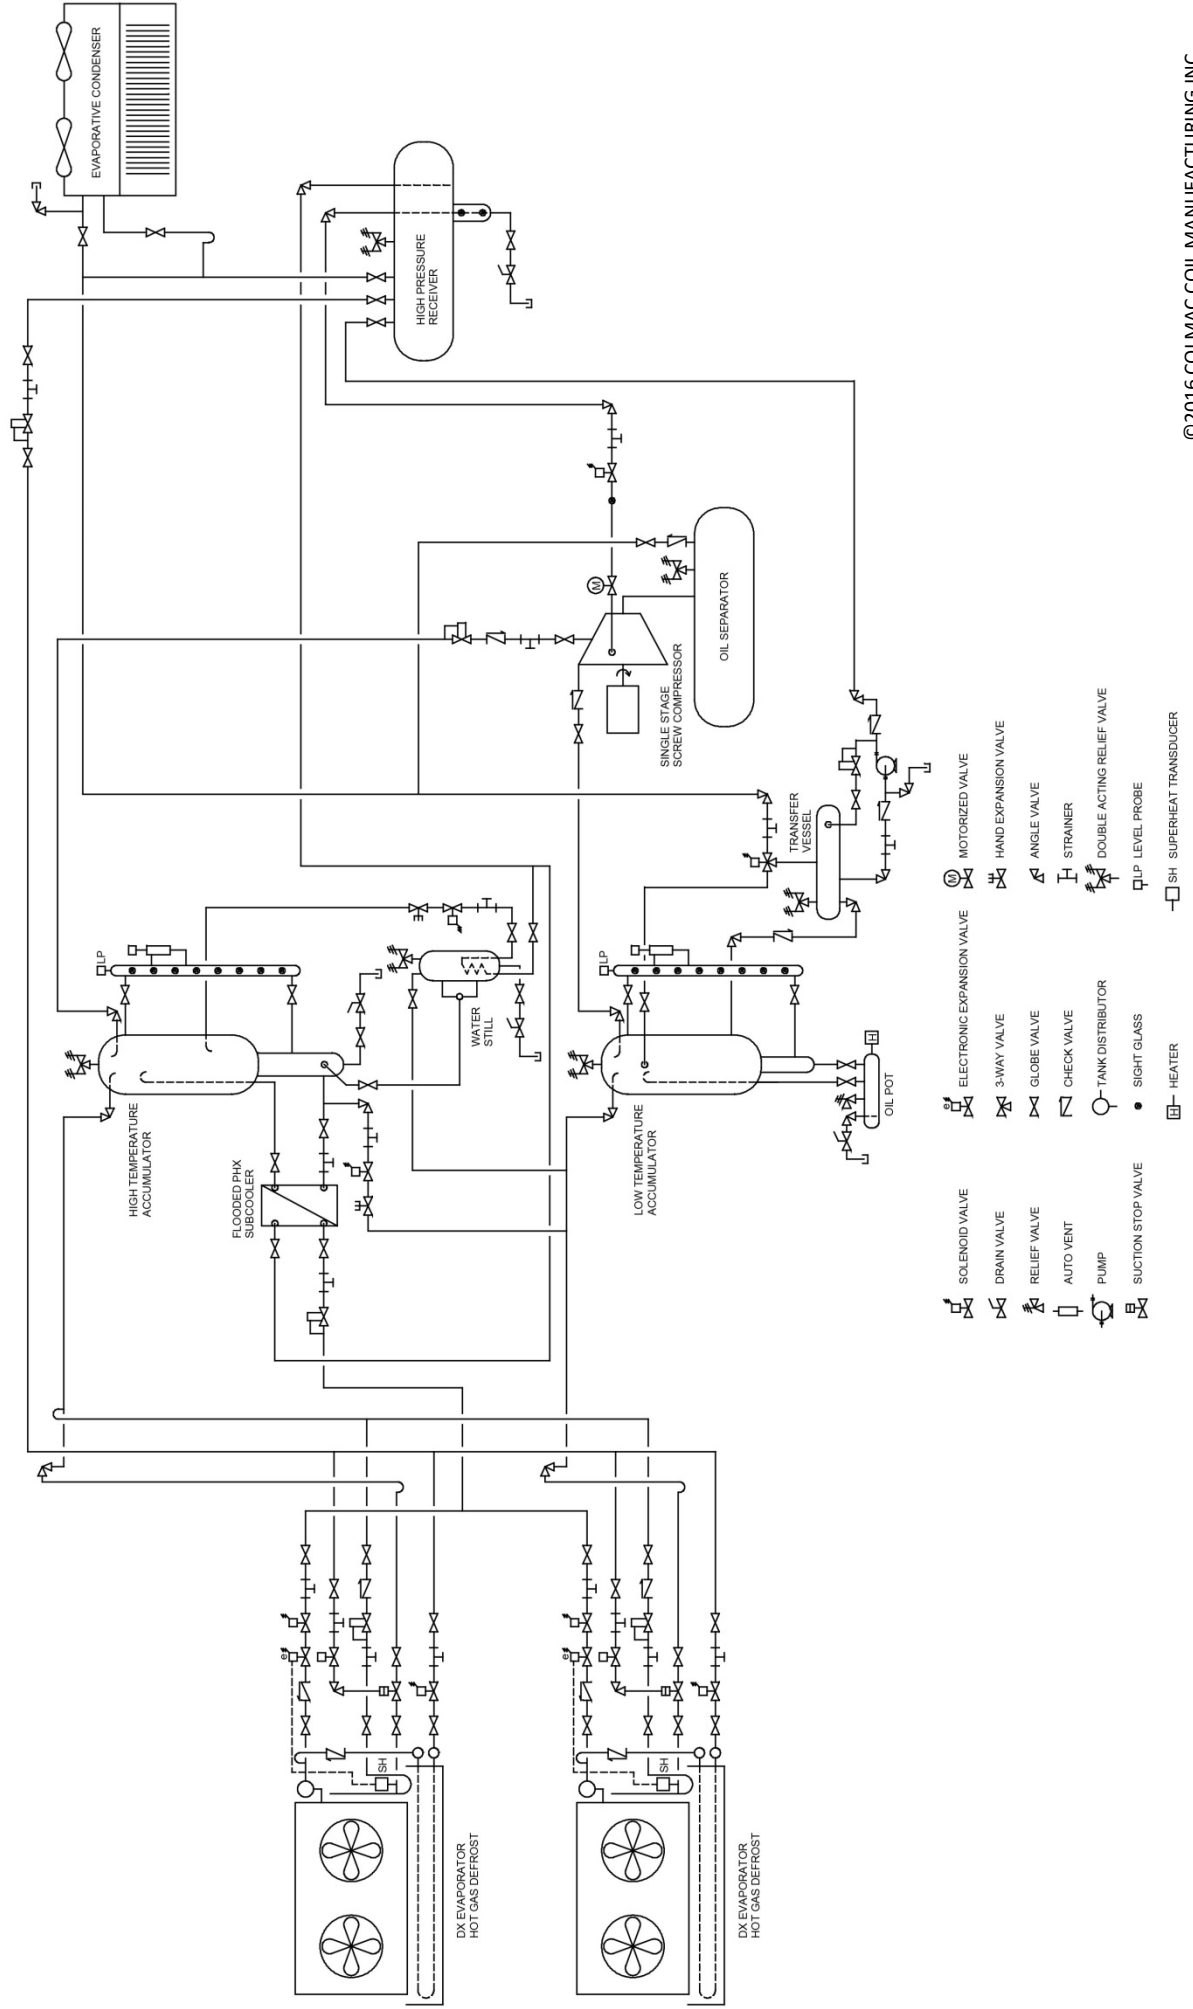 EVAPORATIVE CONDENSER
HIGH PRESSURE
RECEIVER
M
SINGLE STAGE
SCREW COMPRESSOR
OIL SEPARATOR
TRANSFER
VESSEL
LP
HIGH TEMPERATURE
ACCUMULATOR
WATER
STILL
FLOODED PHX
SUBCOOLER
LP
LOW TEMPERATURE
ACCUMULATOR
H
OIL POT
e
SH
DX EVAPORATOR
HOT GAS DEFROST
e
SH
DX EVAPORATOR
HOT GAS DEFROST
SOLENOID VALVE
DRAIN VALVE
RELIEF VALVE
AUTO VENT
PUMP
SUCTION STOP VALVE
e ELECTRONIC EXPANSION VALVE
3-WAY VALVE
GLOBE VALVE
CHECK VALVE
TANK DISTRIBUTOR
SIGHT GLASS
H HEATER
M MOTORIZED VALVE
HAND EXPANSION VALVE
ANGLE VALVE
STRAINER
DOUBLE ACTING RELIEF VALVE
LP LEVEL PROBE
SH SUPERHEAT TRANSDUCER
©2016 COLMAC COIL MANUFACTURING INC